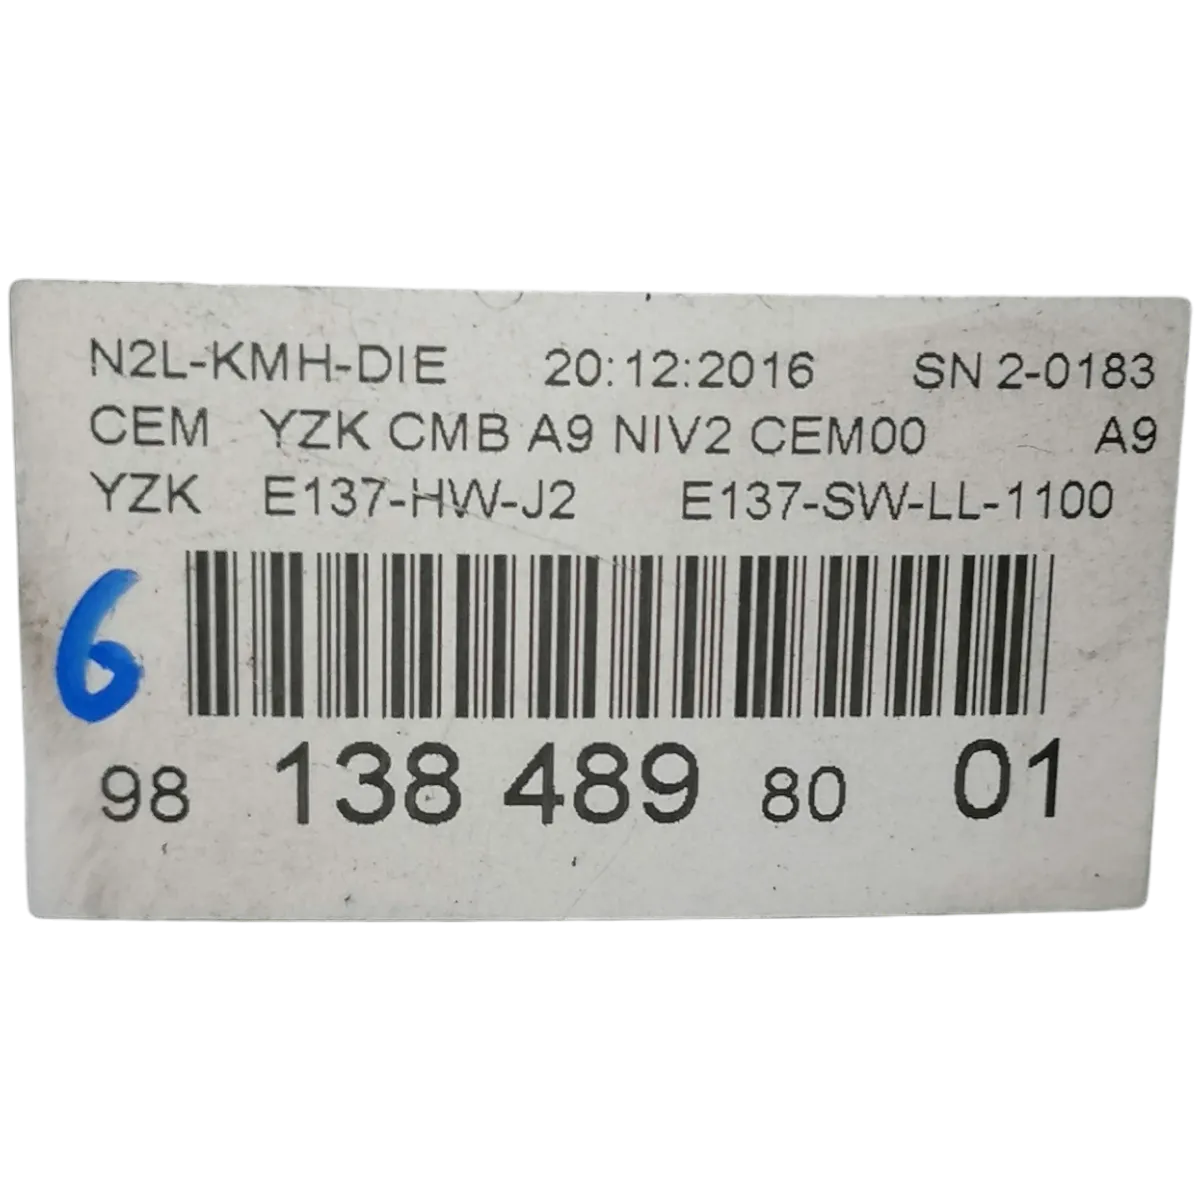 N2L-KMH-DIE 20:12:2016 SN 2-0183
CEM YZK CMB A9 NIV2 CEM00 A9
YZK E137-HW-J2 E137-SW-LL-1100
6
98 138 489 80 01